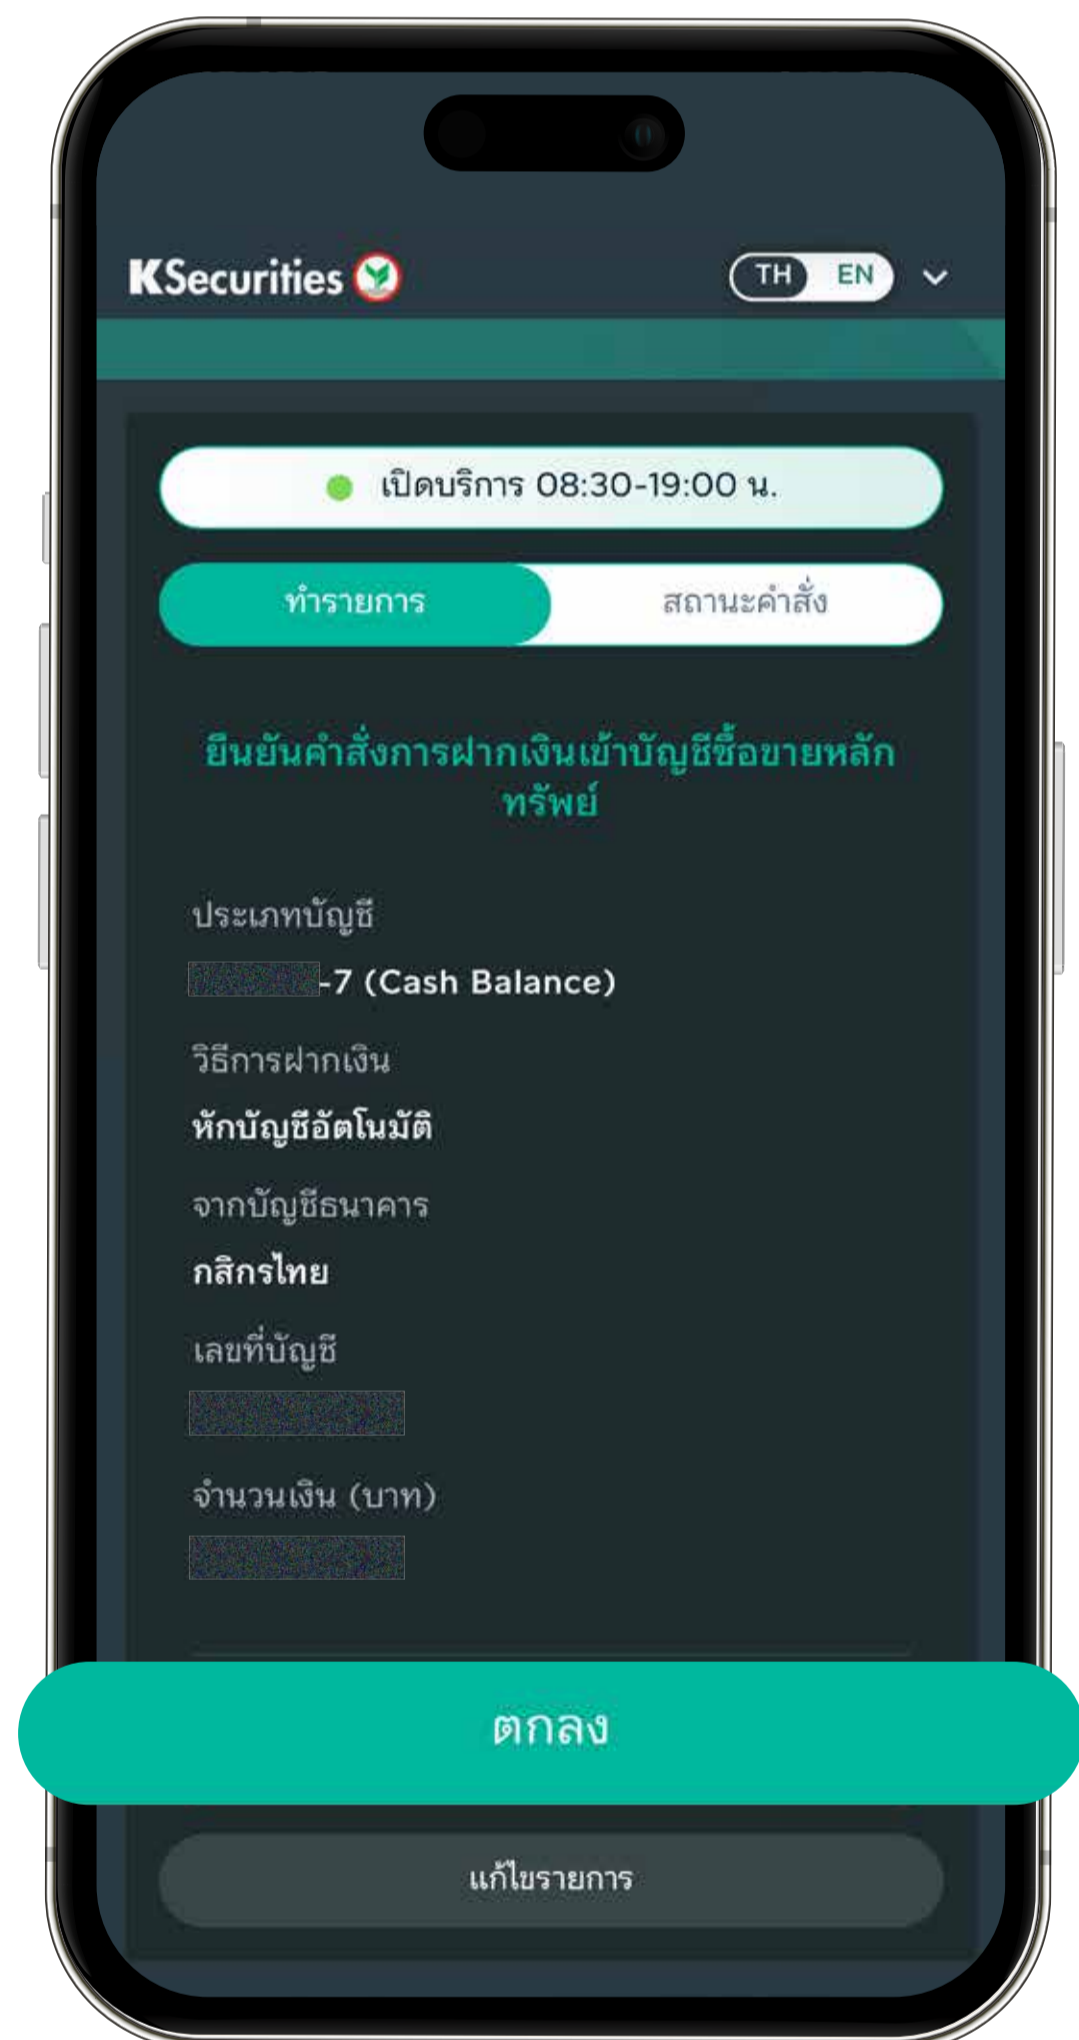 KSecurities
TH EN
เปิดบริการ 08:30-19:00 น.
ทำรายการ สถานะคำสั่ง
ยืนยันคำสั่งการฝากเงินเข้าบัญชีซื้อขายหลัก
ทรัพย์
ประเภทบัญชี
-7 (Cash Balance)
วิธีการฝากเงิน
หักบัญชีอัตโนมัติ
จากบัญชีธนาคาร
กสิกรไทย
เลขที่บัญชี
จำนวนเงิน (บาท)
ตกลง
แก้ไขรายการ